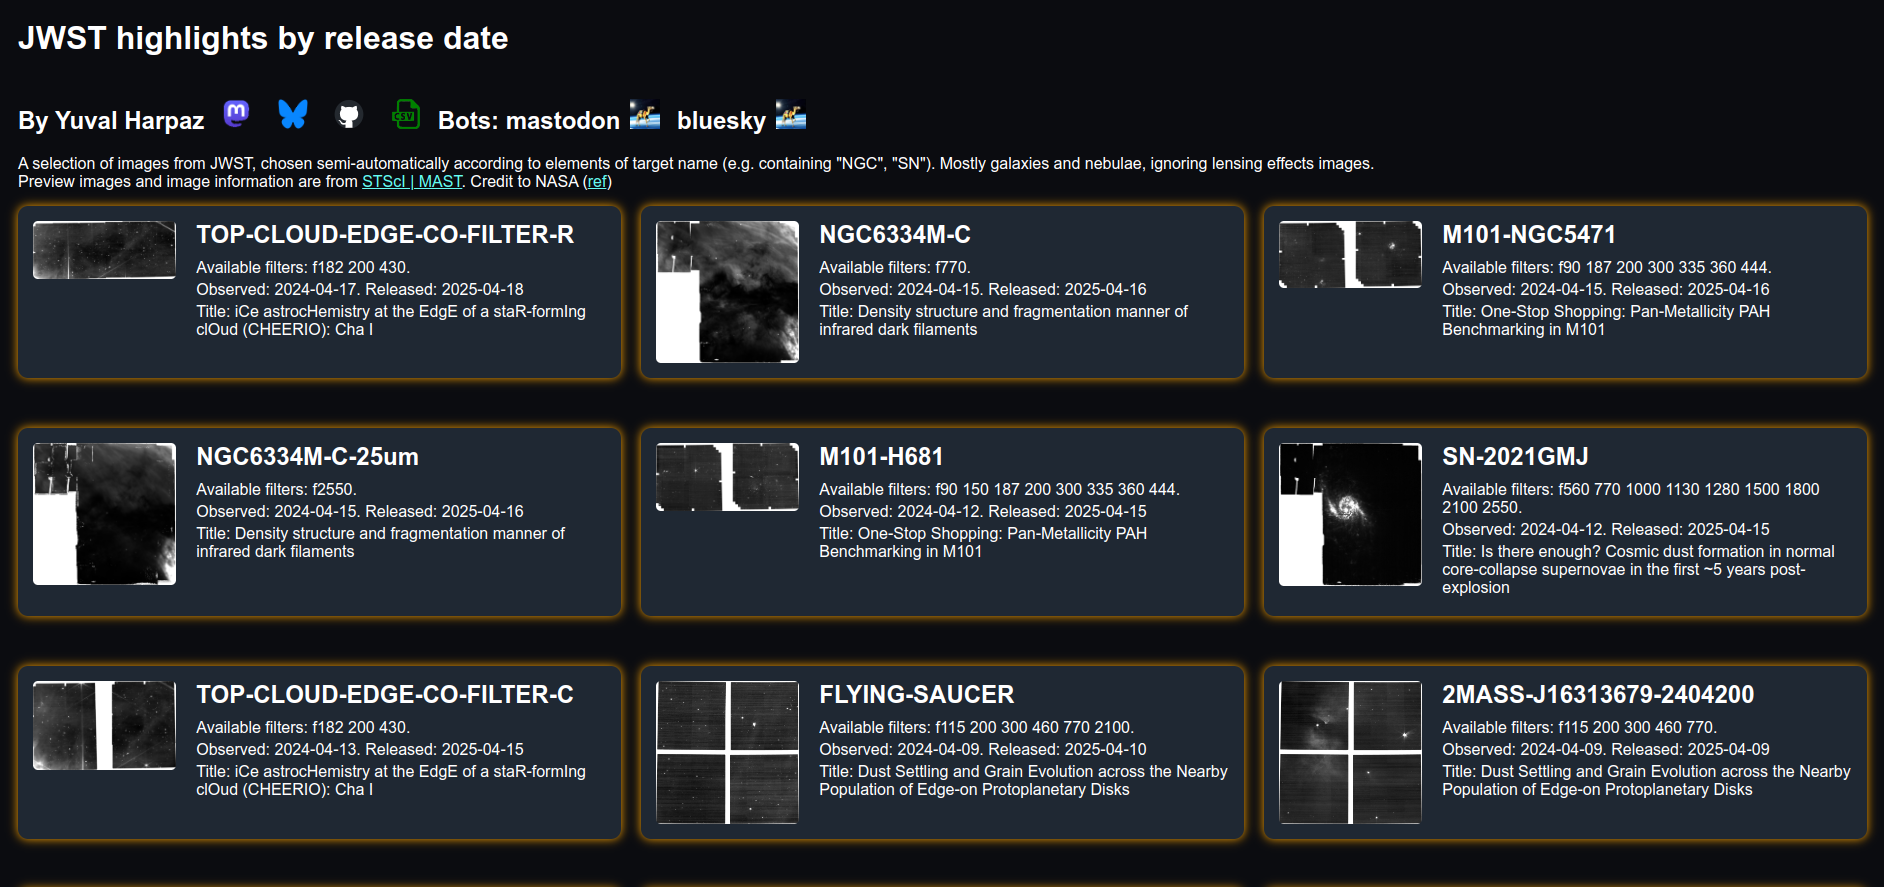 JWST highlights by release date
By Yuval Harpaz CSV Bots: mastodon bluesky
A selection of images from JWST, chosen semi-automatically according to elements of target name (e.g. containing "NGC", "SN"). Mostly galaxies and nebulae, ignoring lensing effects images.
Preview images and image information are from STScI | MAST. Credit to NASA (ref)
TOP-CLOUD-EDGE-CO-FILTER-R
Available filters: f182 200 430.
Observed: 2024-04-17. Released: 2025-04-18
Title: iCe astrocHemistry at the EdgE of a staR-formIng
clOud (CHEERIO): Cha I
NGC6334M-C
Available filters: f770.
Observed: 2024-04-15. Released: 2025-04-16
Title: Density structure and fragmentation manner of
infrared dark filaments
M101-NGC5471
Available filters: f90 187 200 300 335 360 444.
Observed: 2024-04-15. Released: 2025-04-16
Title: One-Stop Shopping: Pan-Metallicity PAH
Benchmarking in M101
NGC6334M-C-25um
Available filters: f2550.
Observed: 2024-04-15. Released: 2025-04-16
Title: Density structure and fragmentation manner of
infrared dark filaments
M101-H681
Available filters: f90 150 187 200 300 335 360 444.
Observed: 2024-04-12. Released: 2025-04-15
Title: One-Stop Shopping: Pan-Metallicity PAH
Benchmarking in M101
SN-2021GMJ
Available filters: f560 770 1000 1130 1280 1500 1800
2100 2550.
Observed: 2024-04-12. Released: 2025-04-15
Title: Is there enough? Cosmic dust formation in normal
core-collapse supernovae in the first ~5 years post-
explosion
TOP-CLOUD-EDGE-CO-FILTER-C
Available filters: f182 200 430.
Observed: 2024-04-13. Released: 2025-04-15
Title: iCe astrocHemistry at the EdgE of a staR-formIng
clOud (CHEERIO): Cha I
FLYING-SAUCER
Available filters: f115 200 300 460 770 2100.
Observed: 2024-04-09. Released: 2025-04-10
Title: Dust Settling and Grain Evolution across the Nearby
Population of Edge-on Protoplanetary Disks
2MASS-J16313679-2404200
Available filters: f115 200 300 460 770.
Observed: 2024-04-09. Released: 2025-04-09
Title: Dust Settling and Grain Evolution across the Nearby
Population of Edge-on Protoplanetary Disks